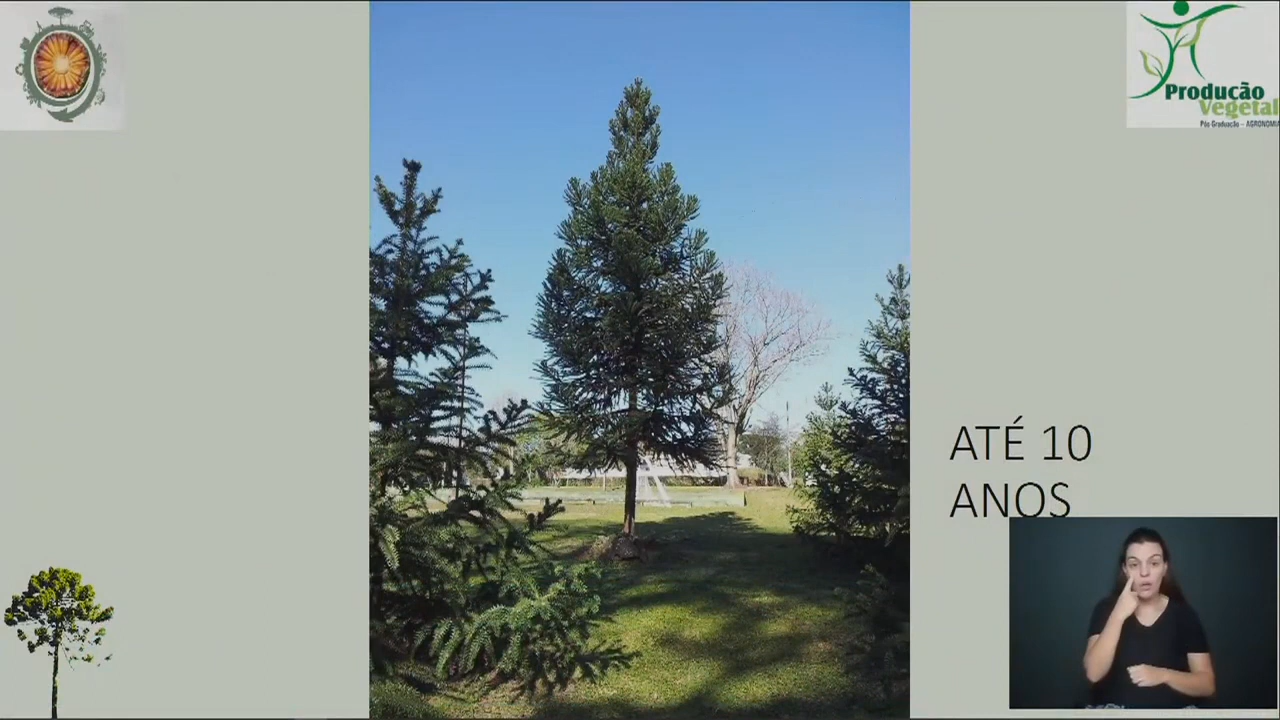 Produção
Vegetal
Pós Graduação - AGRONOMIA
ATÉ 10
ANOS